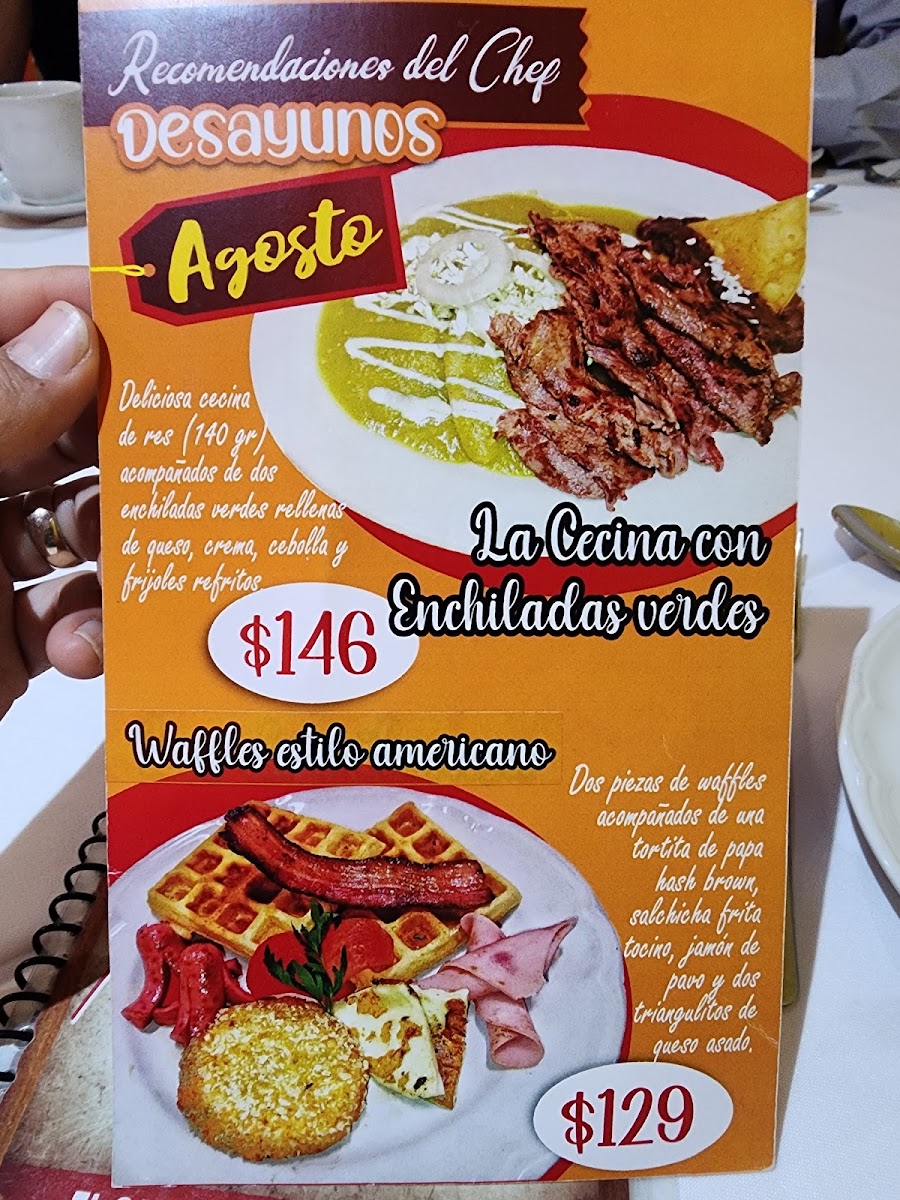 Recomendaciones del Chef
Desayunos
Agosto
Deliciosa cecina
de res (140 gr)
acompañados de dos
enchiladas verdes rellenas
de queso, crema, cebolla y
frijoles refritos
La Cecina con
Enchiladas verdes
$146
Waffles estilo americano
Dos piezas de waffles
acompañados de una
tortita de papa
hash brown,
salchicha frita
tocino, jamón de
pavo y dos
triangulitos de
queso asado.
$129